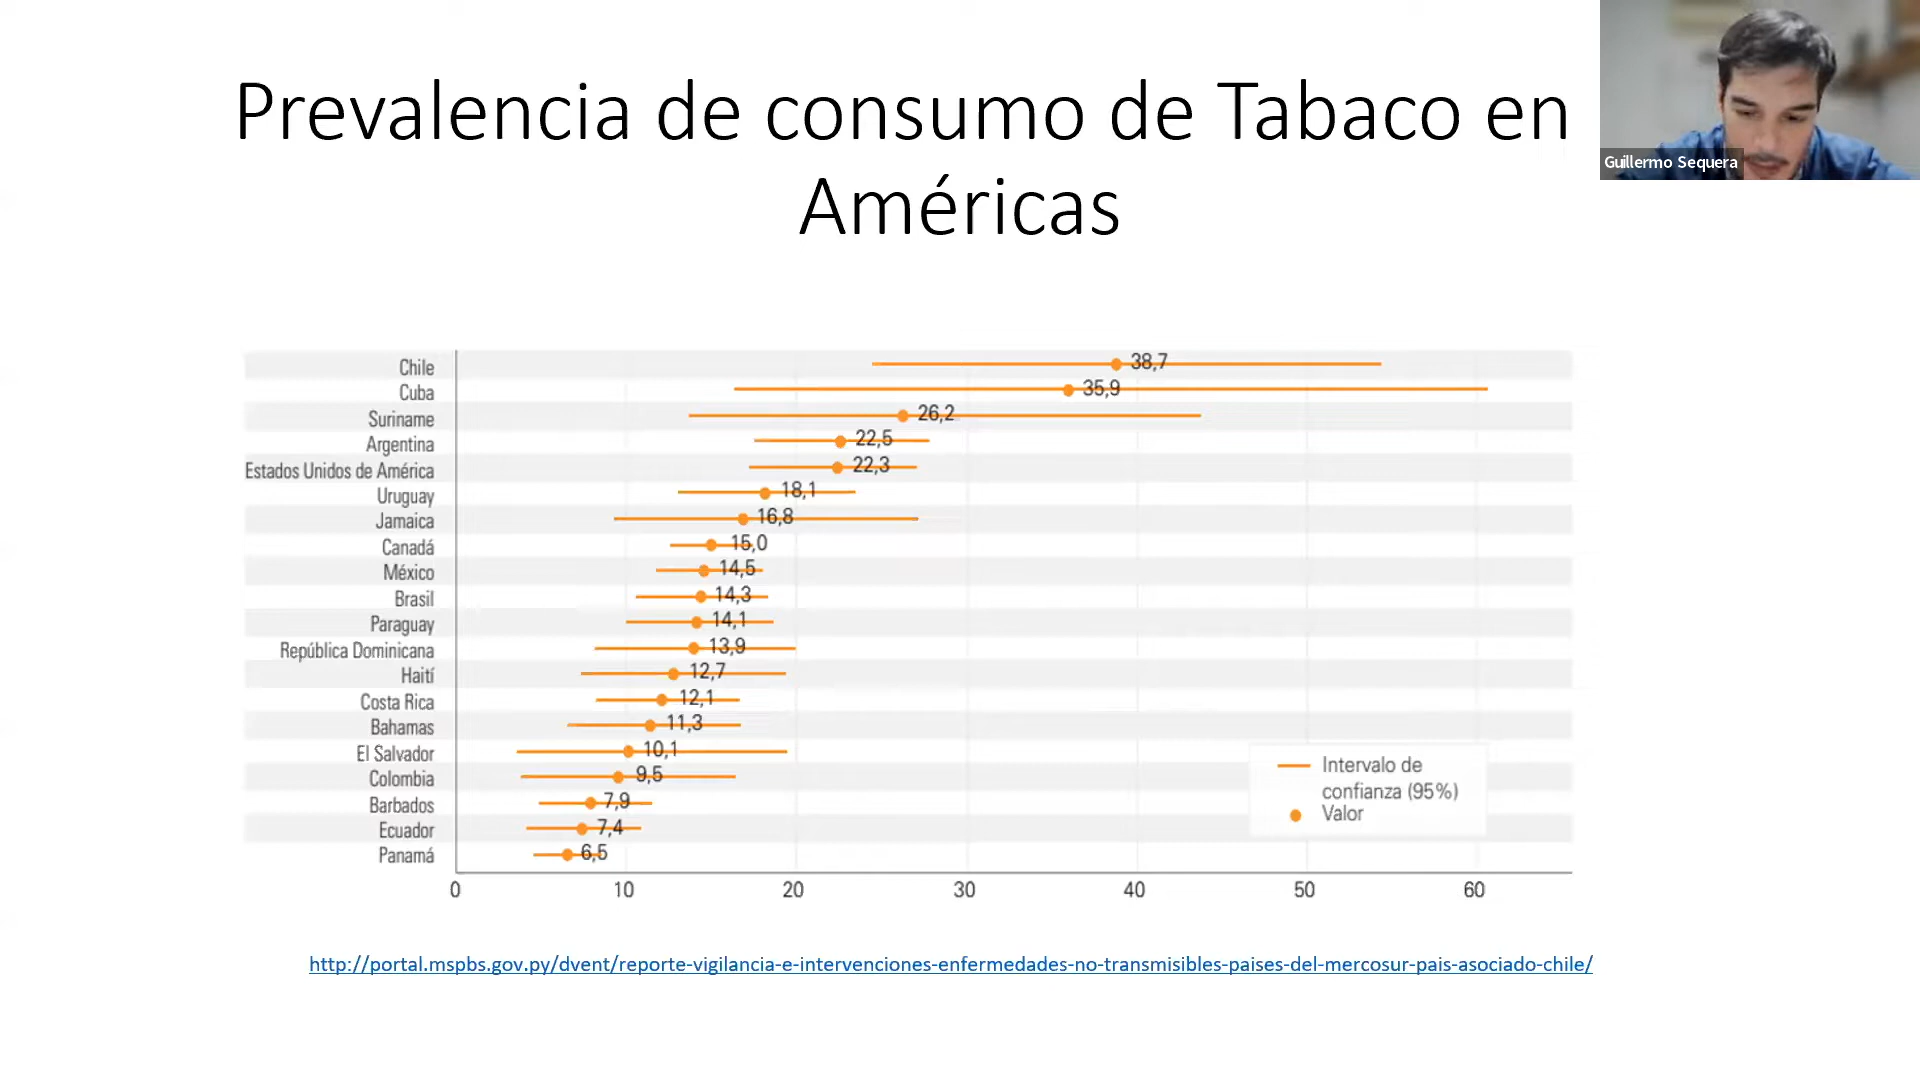 Prevalencia de consumo de Tabaco en
Américas
Guillermo Sequera
Chile 38,7
Cuba 35,9
Suriname 26,2
Argentina 22,5
Estados Unidos de América 22,3
Uruguay 18,1
Jamaica 16,8
Canadá 15,0
México 14,5
Brasil 14,3
Paraguay 14,1
República Dominicana 13,9
Haití 12,7
Costa Rica 12,1
Bahamas 11,3
El Salvador 10,1
Colombia 9,5
Barbados 7,9
Ecuador 7,4
Panamá 6,5
Intervalo de
confianza (95%)
Valor
0 10 20 30 40 50 60
http://portal.mspbs.gov.py/dvent/reporte-vigilancia-e-intervenciones-enfermedades-no-transmisibles-paises-del-mercosur-pais-asociado-chile/